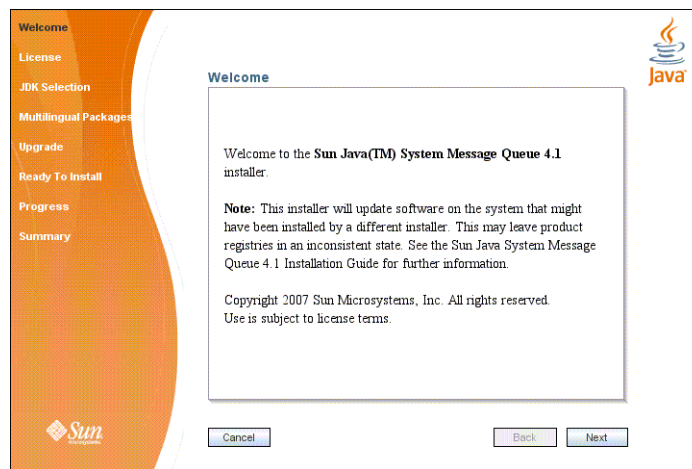 Welcome
License
JDK Selection
Multilingual Packages
Upgrade
Ready To Install
Progress
Summary
Sun
microsystems
Java
Welcome
Welcome to the Sun Java(TM) System Message Queue 4.1
installer.
Note: This installer will update software on the system that might
have been installed by a different installer. This may leave product
registries in an inconsistent state. See the Sun Java System Message
Queue 4.1 Installation Guide for further information.
Copyright 2007 Sun Microsystems, Inc. All rights reserved.
Use is subject to license terms.
Cancel
Back
Next